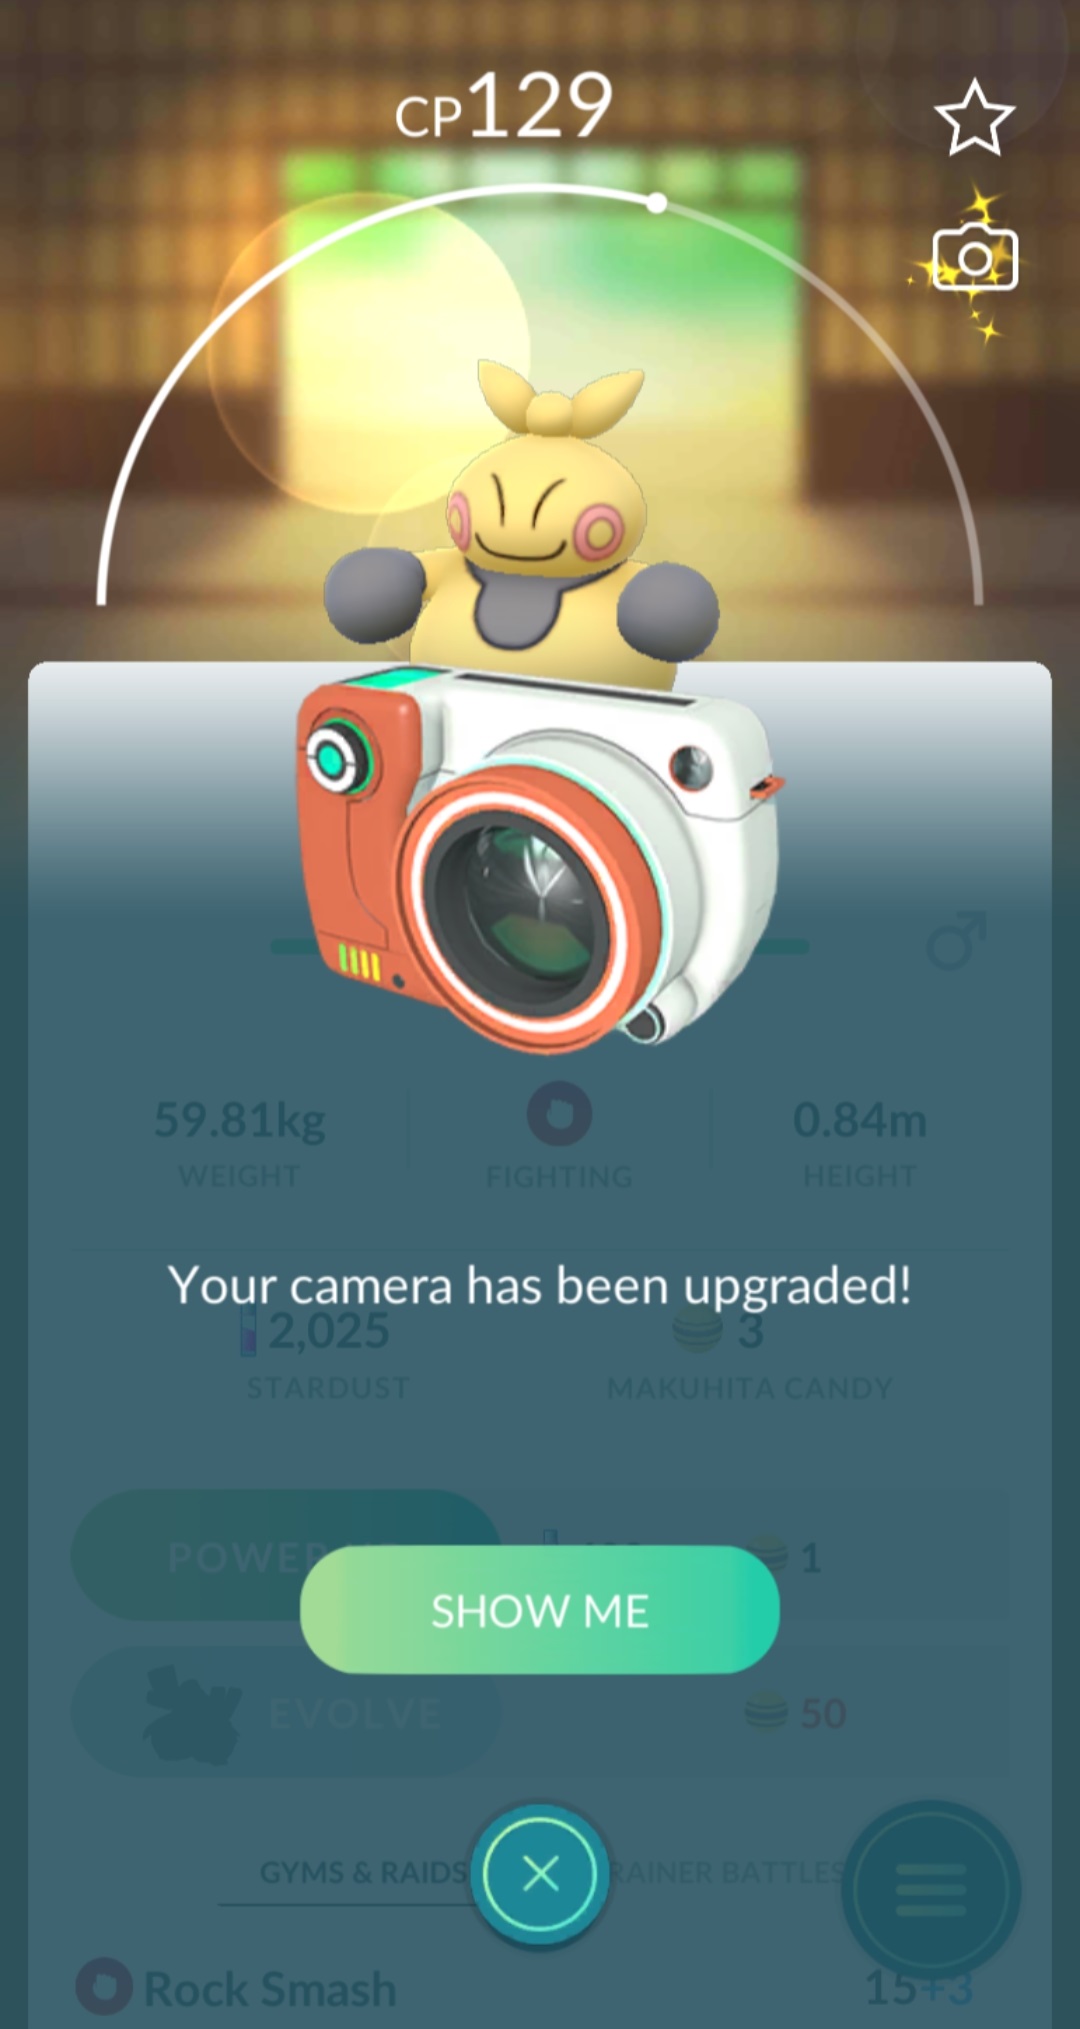 CP129
59.81kg
WEIGHT
FIGHTING
0.84m
HEIGHT
Your camera has been upgraded!
2,025
STARDUST
3
MAKUHITA CANDY
POWER
1
SHOW ME
EVOLVE
50
GYMS & RAIDS
RAINER BATTLES
Rock Smash
15+3